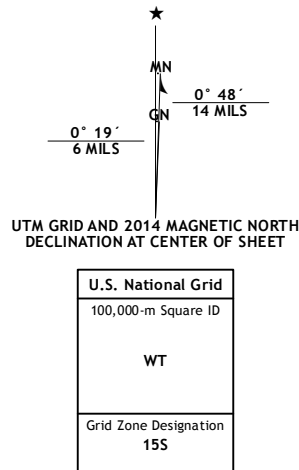 ★
MN
GN
0° 48´
14 MILS
0° 19´
6 MILS
UTM GRID AND 2014 MAGNETIC NORTH
DECLINATION AT CENTER OF SHEET
U.S. National Grid
100,000-m Square ID
WT
Grid Zone Designation
15S